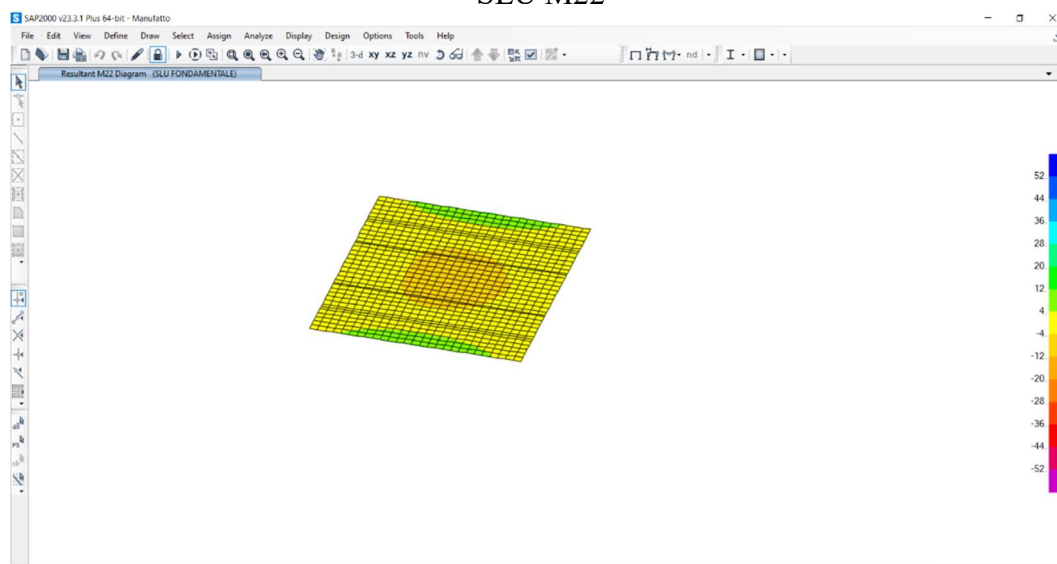 SLU M22
SAP2000 v23.3.1 Plus 64-bit - Manufatto
File Edit View Define Draw Select Assign Analyze Display Design Options Tools Help
3-d xy xz yz nv
nd
Resultant M22 Diagram (SLU FONDAMENTALE)
52.
44.
36.
28.
20.
12.
4.
-4.
-12.
-20.
-28.
-36.
-44.
-52.